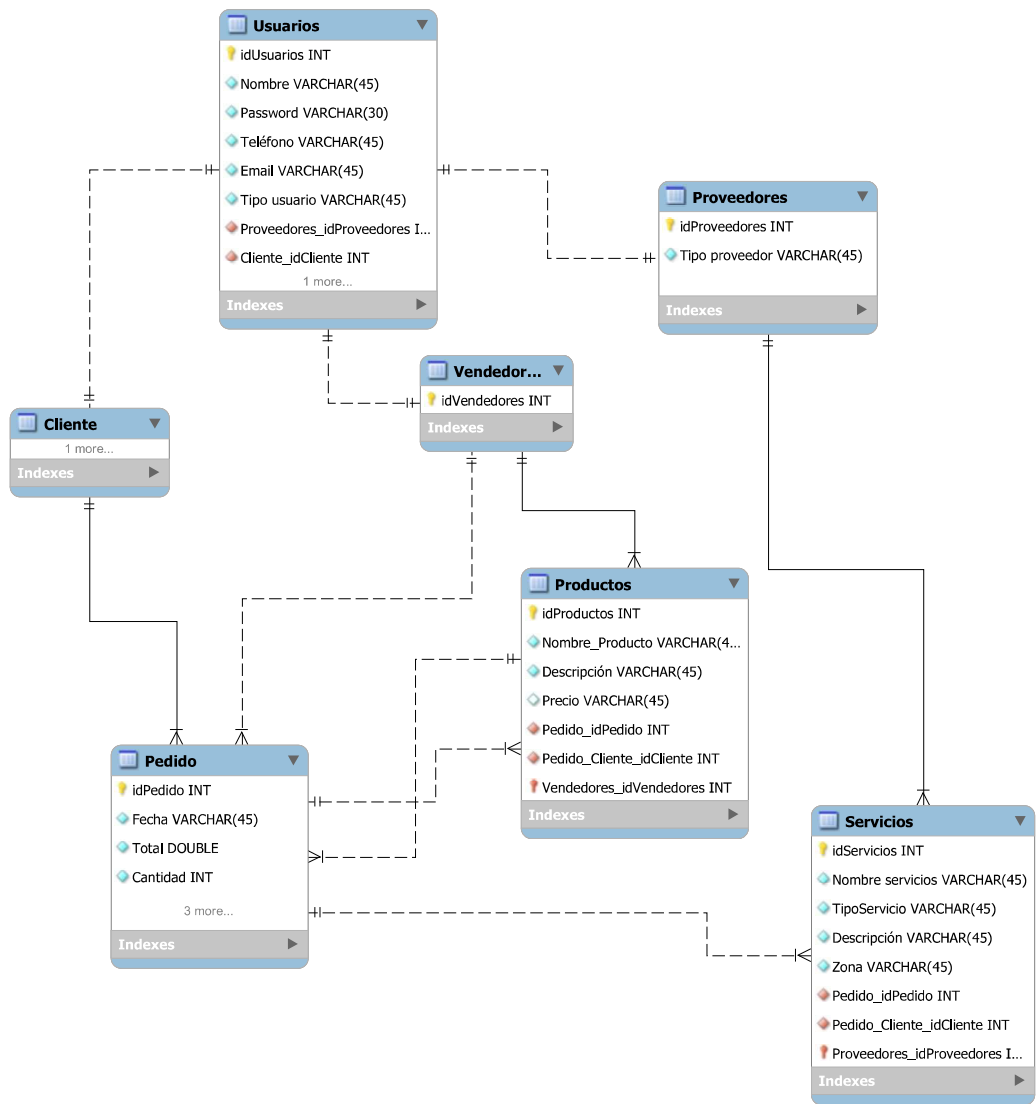 Usuarios
idUsuarios INT
Nombre VARCHAR(45)
Password VARCHAR(30)
Teléfono VARCHAR(45)
Email VARCHAR(45)
Tipo usuario VARCHAR(45)
Proveedores_idProveedores I...
Cliente_idCliente INT
1 more...
Indexes
Proveedores
idProveedores INT
Tipo proveedor VARCHAR(45)
Indexes
Vendedor...
idVendedores INT
Indexes
Cliente
1 more...
Indexes
Productos
idProductos INT
Nombre_Producto VARCHAR(4...
Descripción VARCHAR(45)
Precio VARCHAR(45)
Pedido_idPedido INT
Pedido_Cliente_idCliente INT
Vendedores_idVendedores INT
Indexes
Pedido
idPedido INT
Fecha VARCHAR(45)
Total DOUBLE
Cantidad INT
3 more...
Indexes
Servicios
idServicios INT
Nombre servicios VARCHAR(45)
TipoServicio VARCHAR(45)
Descripción VARCHAR(45)
Zona VARCHAR(45)
Pedido_idPedido INT
Pedido_Cliente_idCliente INT
Proveedores_idProveedores I...
Indexes